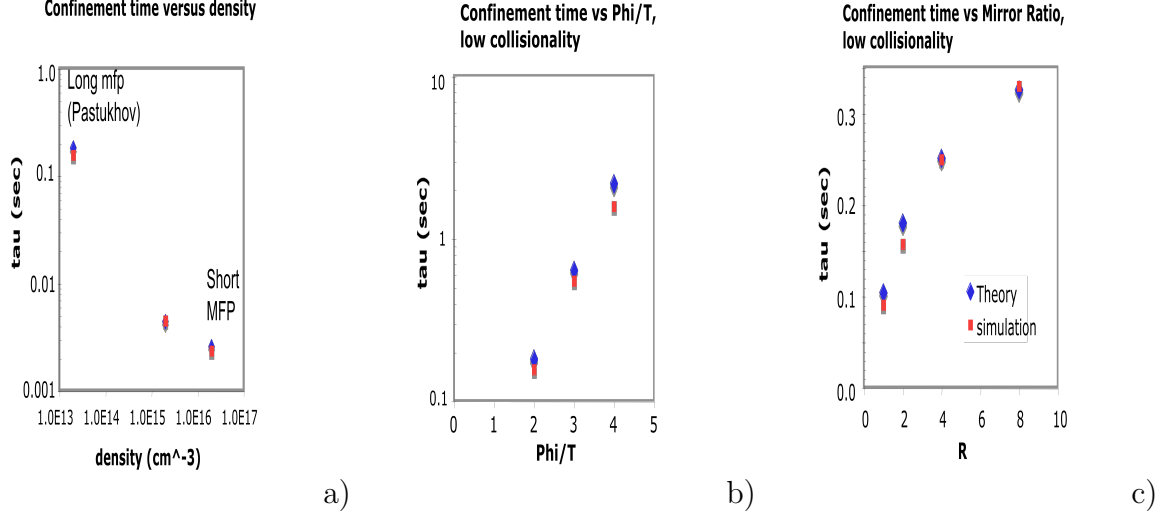 Confinement time versus density
1.0
0.1
0.01
0.001
tau (sec)
Long mfp
(Pastukhov)
Short
MFP
1.0E13 1.0E14 1.0E15 1.0E16 1.0E17
density (cm^-3)
a)
Confinement time vs Phi/T,
low collisionality
10
1
0.1
tau (sec)
0 1 2 3 4 5
Phi/T
b)
Confinement time vs Mirror Ratio,
low collisionality
0.3
0.2
0.1
0.0
tau (sec)
Theory
simulation
0 2 4 6 8 10
R
c)